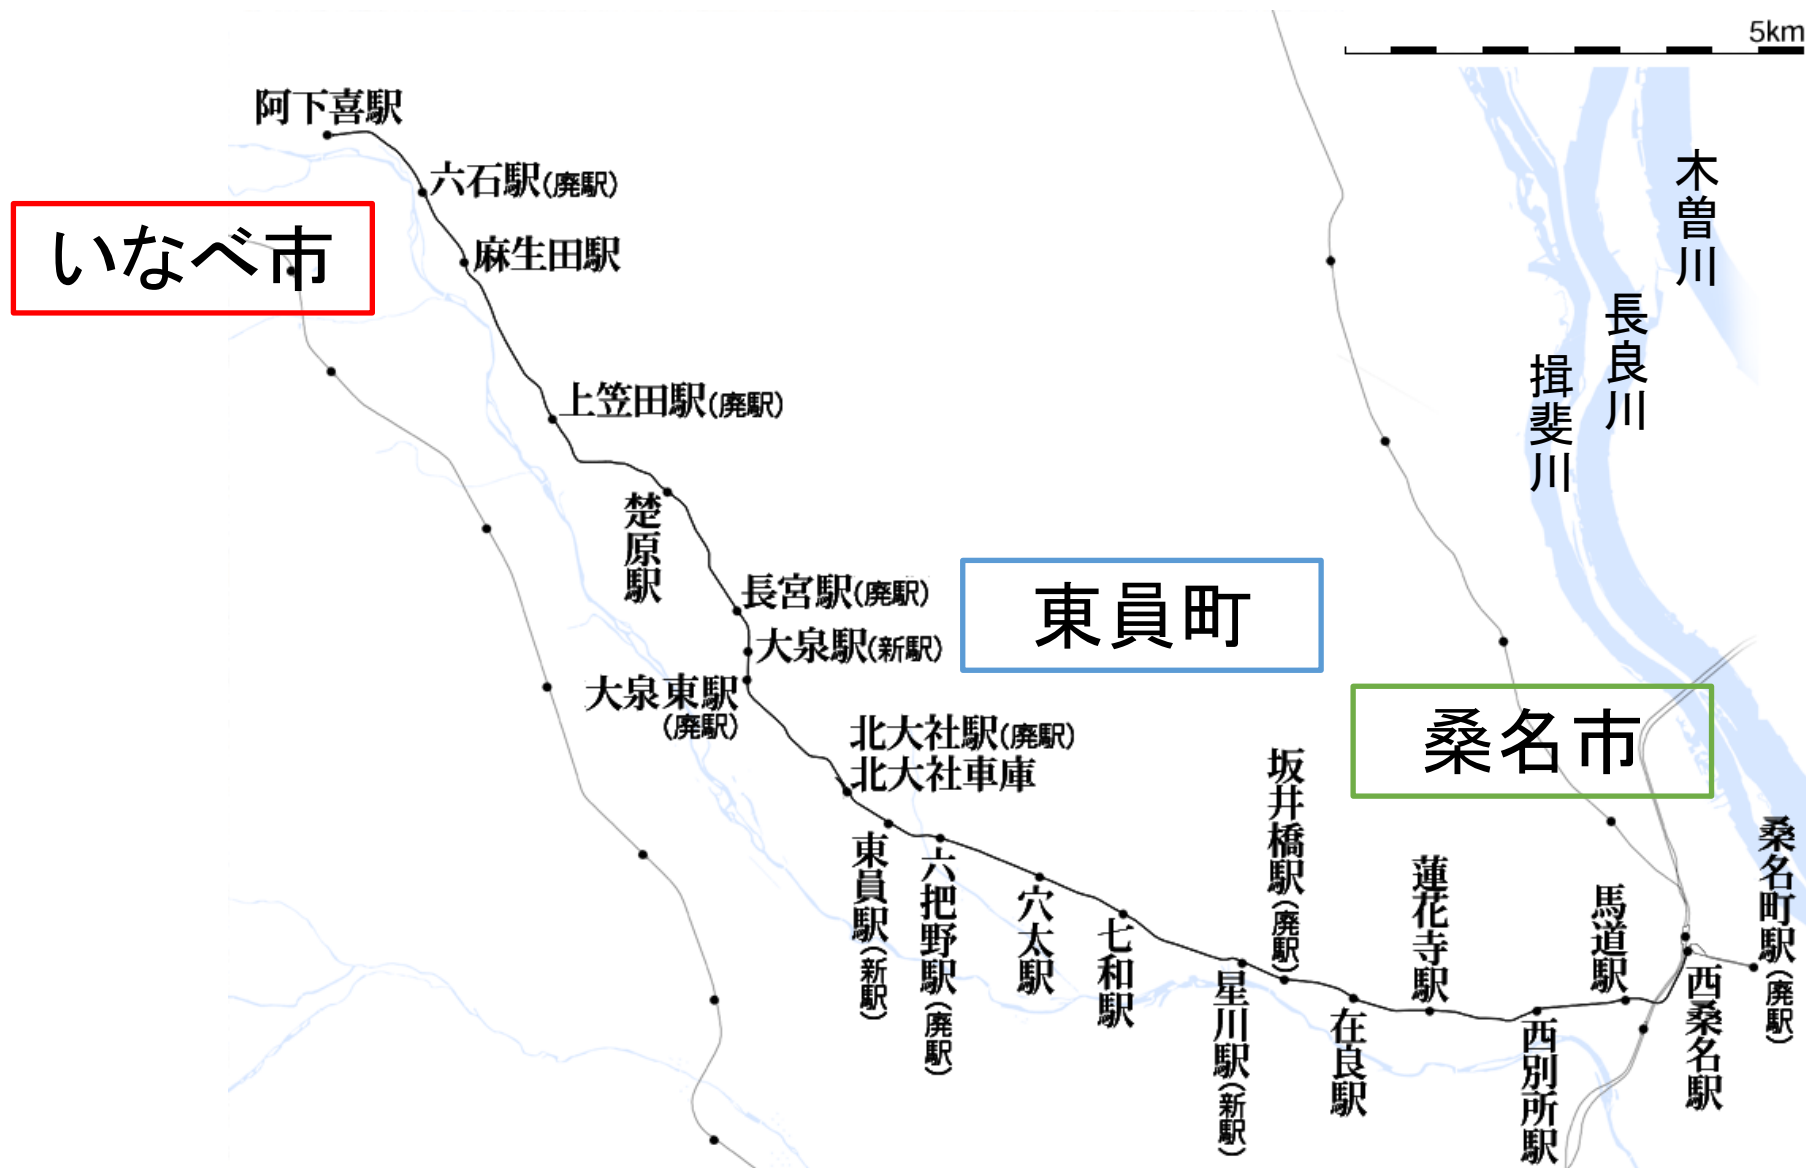 5km
阿下喜駅
六石駅(廃駅)
麻生田駅
いなべ市
木曽川
長良川
揖斐川
上笠田駅(廃駅)
楚原駅
長宮駅(廃駅)
大泉駅(新駅)
大泉東駅
(廃駅)
東員町
桑名市
北大社駅(廃駅)
北大社車庫
東員駅(新駅)
六把野駅(廃駅)
穴太駅
七和駅
星川駅(新駅)
坂井橋駅(廃駅)
在良駅
蓮花寺駅
西別所駅
馬道駅
西桑名駅
桑名町駅(廃駅)